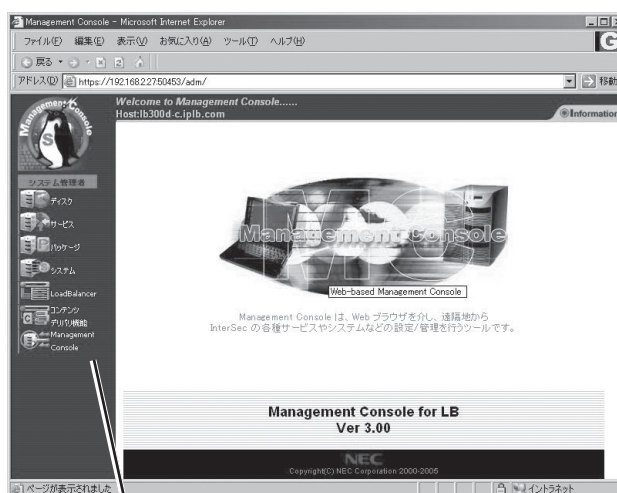 Management Console - Microsoft Internet Explorer
ファイル(F) 編集(E) 表示(V) お気に入り(A) ツール(T) ヘルプ(H)
戻る
アドレス(D) https://192.168.2.27:50453/adm/ 移動
Management Console
Welcome to Management Console......
Host:lb300d-c.iplb.com
Information
システム管理者
ディスク
サービス
パッケージ
システム
LoadBalancer
コンテンツ
デリバリ機能
Management
Console
MC
Management Console
Web-based Management Console
Management Console は、Web ブラウザを介し、遠隔地から
InterSec の各種サービスやシステムなどの設定/管理を行うツールです。
Management Console for LB
Ver 3.00
NEC
Copyright(C) NEC Corporation 2000-2005
ページが表示されました
イントラネット